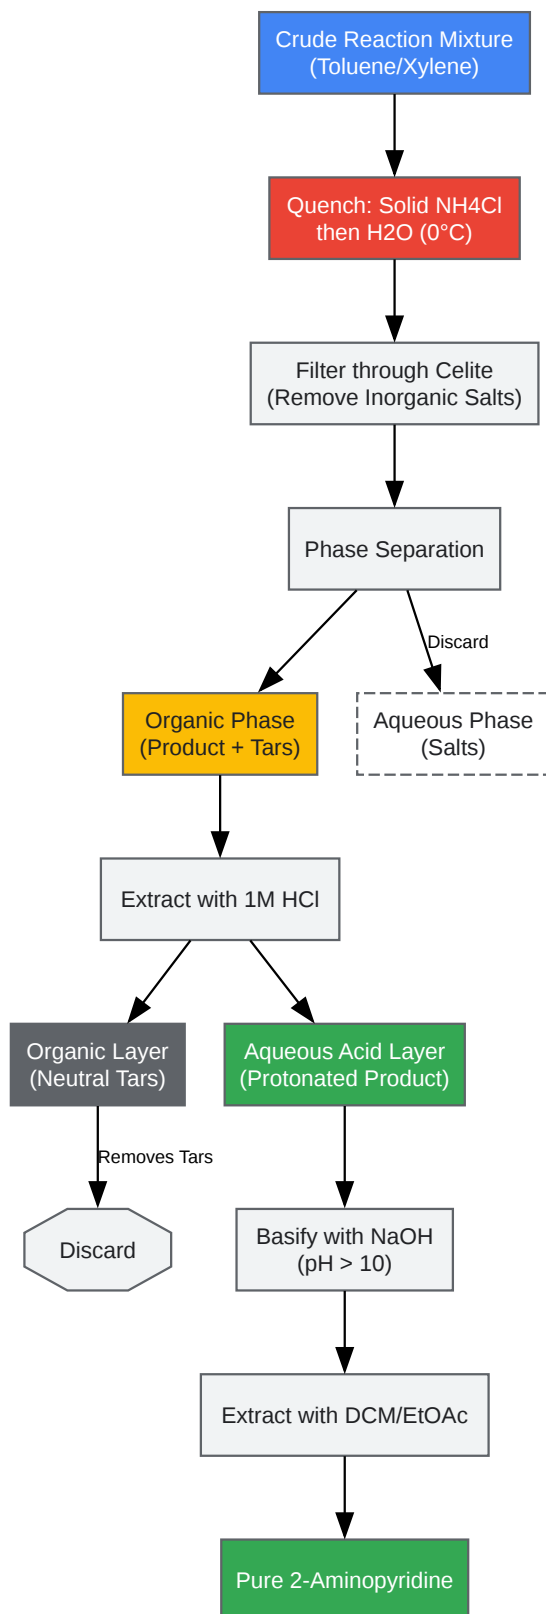 Crude Reaction Mixture
(Toluene/Xylene)
Quench: Solid NH4Cl
then H2O (0°C)
Filter through Celite
(Remove Inorganic Salts)
Phase Separation
Discard
Organic Phase
(Product + Tars)
Aqueous Phase
(Salts)
Extract with 1M HCl
Organic Layer
(Neutral Tars)
Aqueous Acid Layer
(Protonated Product)
Removes Tars
Discard
Basify with NaOH
(pH > 10)
Extract with DCM/EtOAc
Pure 2-Aminopyridine